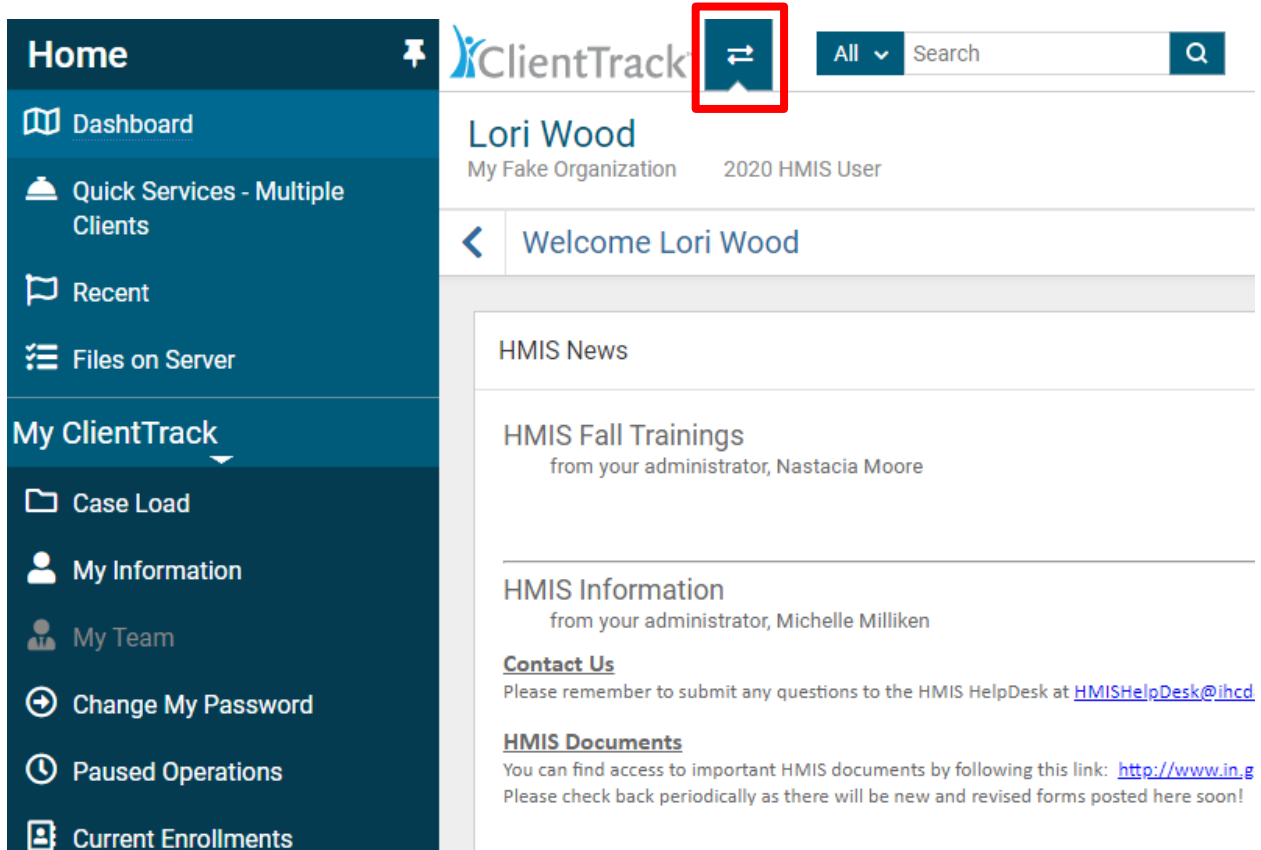 Home
Dashboard
Quick Services - Multiple
Clients
Recent
Files on Server
My ClientTrack
Case Load
My Information
My Team
Change My Password
Paused Operations
Current Enrollments
ClientTrack
All
Search
Lori Wood
My Fake Organization 2020 HMIS User
Welcome Lori Wood
HMIS News
HMIS Fall Trainings
from your administrator, Nastacia Moore
HMIS Information
from your administrator, Michelle Milliken
Contact Us
Please remember to submit any questions to the HMIS HelpDesk at HMISHelpDesk@ihcd
HMIS Documents
You can find access to important HMIS documents by following this link: http://www.in.g
Please check back periodically as there will be new and revised forms posted here soon!